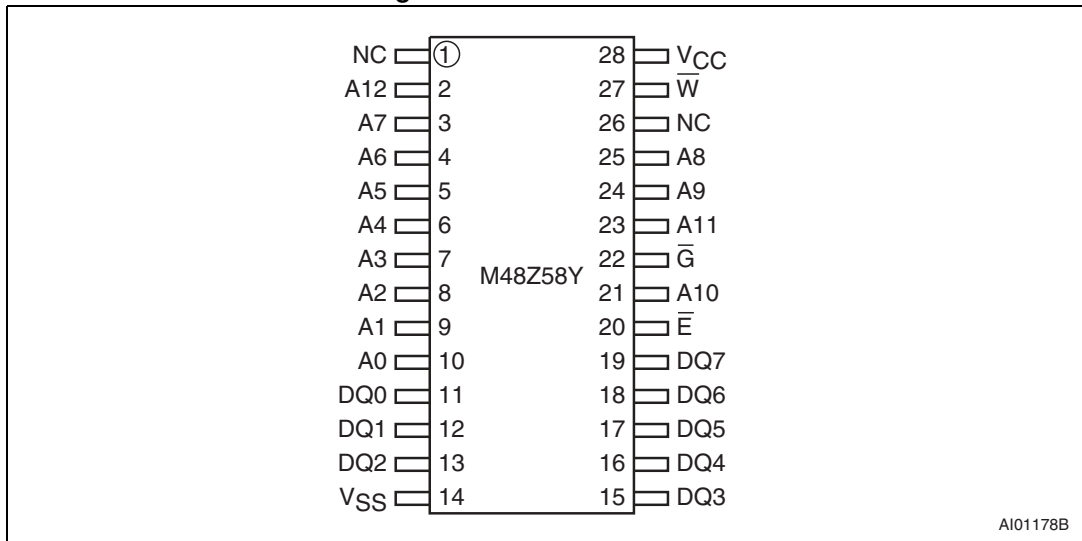 NC 1 28 VCC
A12 2 27 W̅
A7 3 26 NC
A6 4 25 A8
A5 5 24 A9
A4 6 23 A11
A3 7 22 G̅
M48Z58Y
A2 8 21 A10
A1 9 20 E̅
A0 10 19 DQ7
DQ0 11 18 DQ6
DQ1 12 17 DQ5
DQ2 13 16 DQ4
VSS 14 15 DQ3
AI01178B